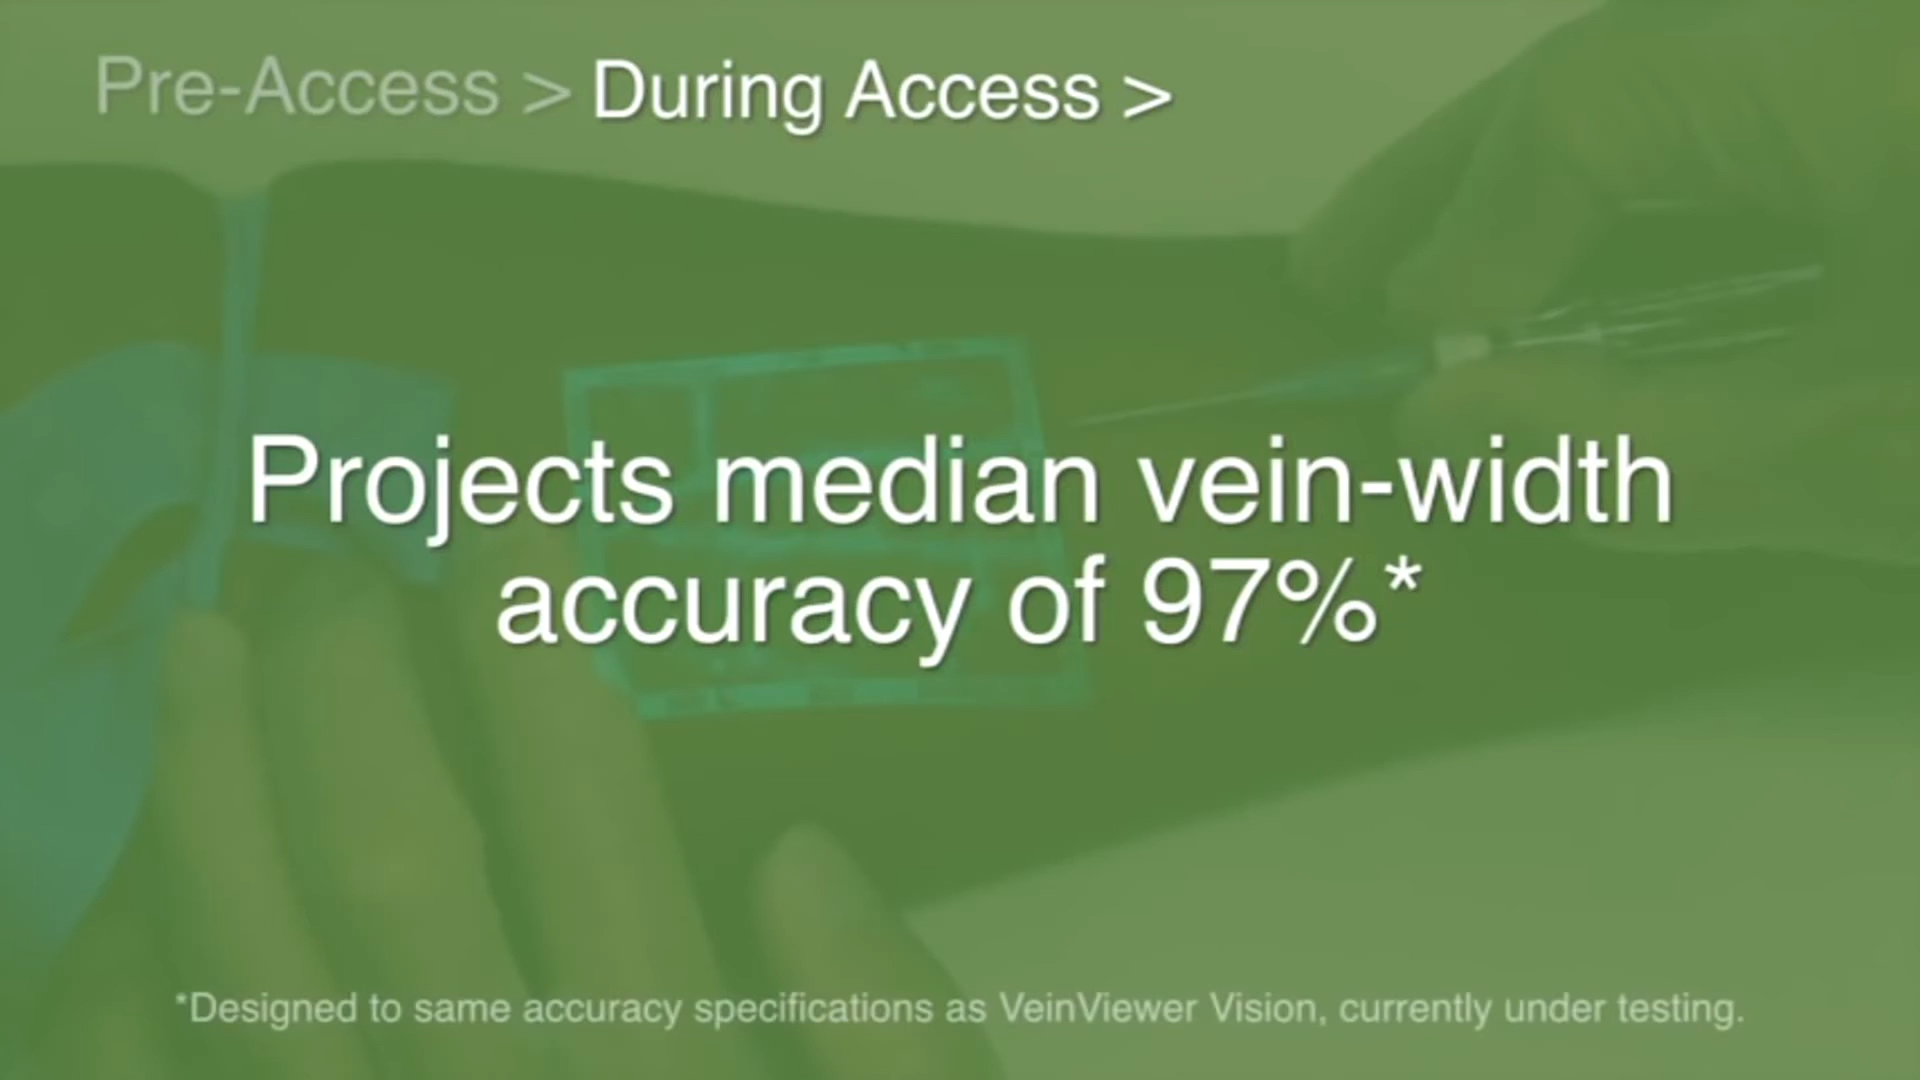 Pre-Access > During Access >
Projects median vein-width
accuracy of 97%*
*Designed to same accuracy specifications as VeinViewer Vision, currently under testing.